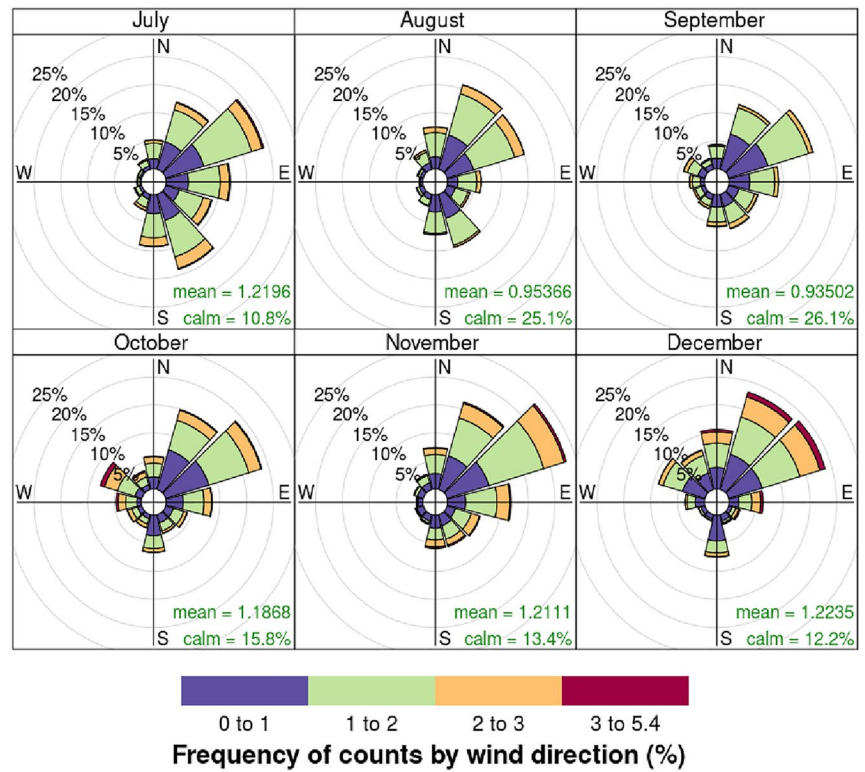 July
N
25%
20%
15%
10%
5%
W
E
mean = 1.2196
S
calm = 10.8%
August
N
25%
20%
15%
10%
5%
W
E
mean = 0.95366
S
calm = 25.1%
September
N
25%
20%
15%
10%
5%
W
E
mean = 0.93502
S
calm = 26.1%
October
N
25%
20%
15%
10%
5%
W
E
mean = 1.1868
S
calm = 15.8%
November
N
25%
20%
15%
10%
5%
W
E
mean = 1.2111
S
calm = 13.4%
December
N
25%
20%
15%
10%
5%
W
E
mean = 1.2235
S
calm = 12.2%
0 to 1
1 to 2
2 to 3
3 to 5.4
Frequency of counts by wind direction (%)